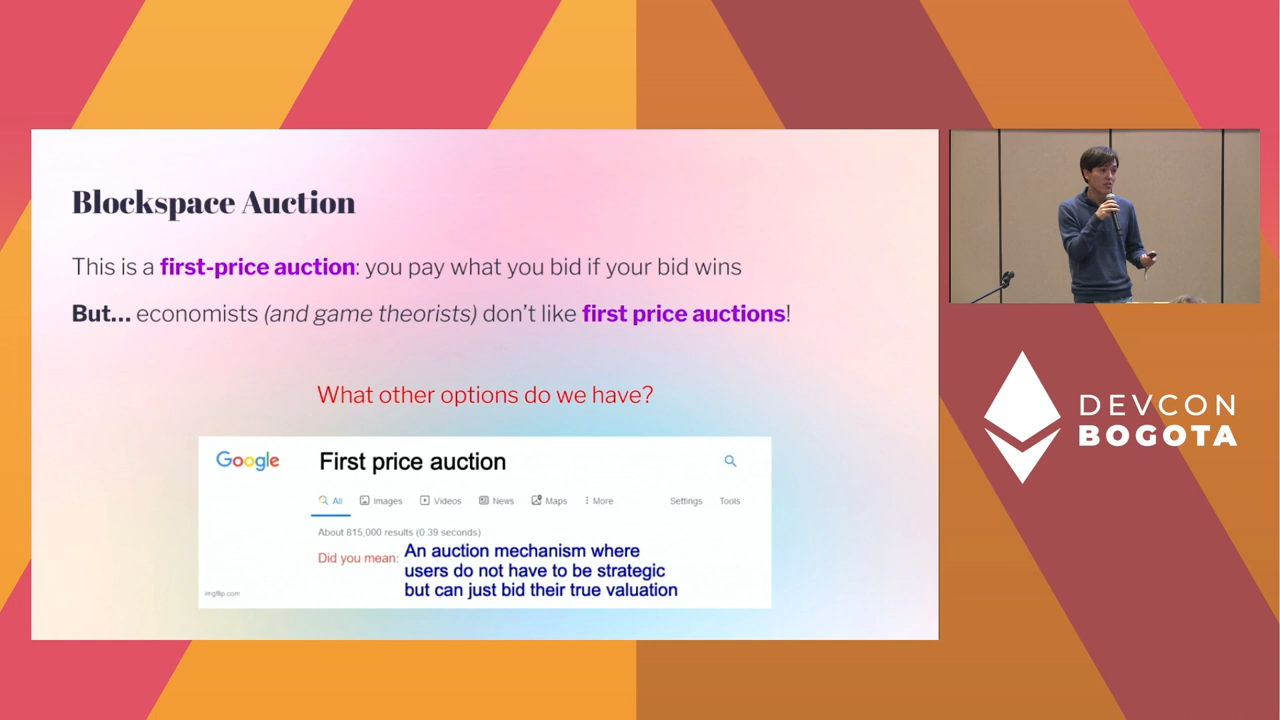 Blockspace Auction
This is a first-price auction: you pay what you bid if your bid wins
But... economists (and game theorists) don't like first price auctions!
What other options do we have?
Google First price auction
All Images Videos News Maps More Settings Tools
About 815,000 results (0.39 seconds)
Did you mean: An auction mechanism where
users do not have to be strategic
but can just bid their true valuation
imgflip.com
DEVCON
BOGOTA